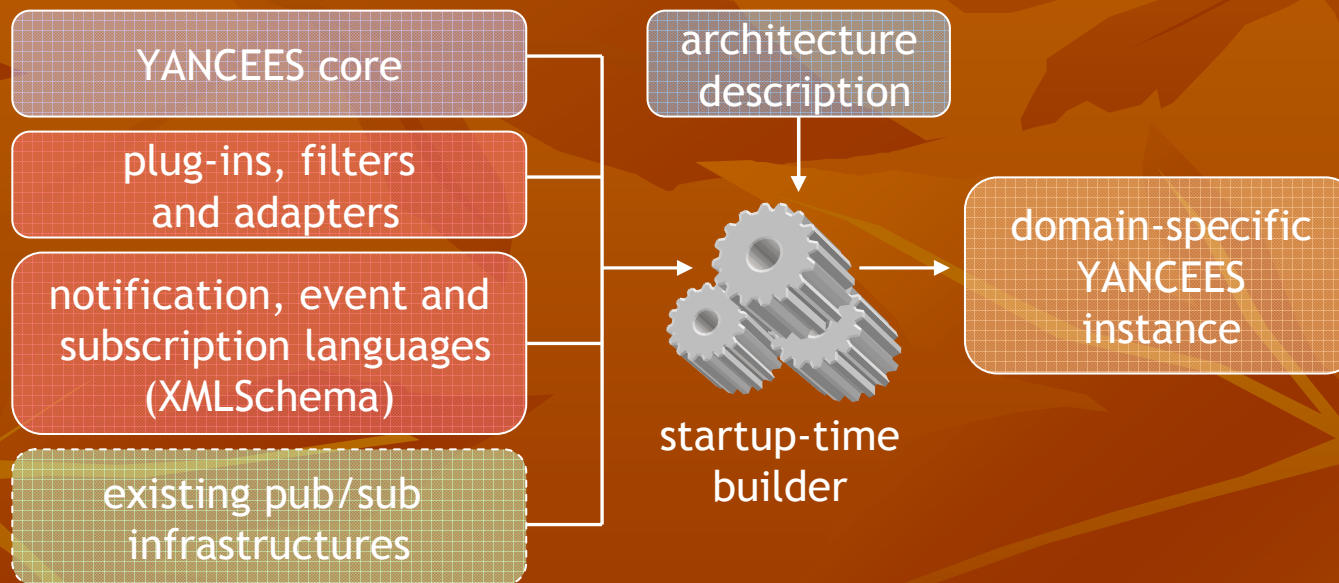 YANCEES core
plug-ins, filters
and adapters
notification, event and
subscription languages
(XMLSchema)
existing pub/sub
infrastructures
architecture
description
startup-time
builder
domain-specific
YANCEES
instance